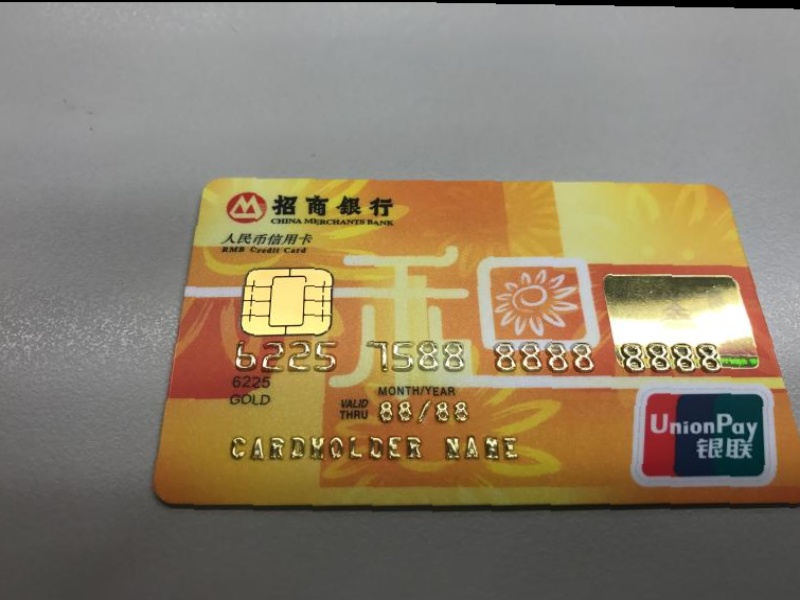 招商银行
CHINA MERCHANTS BANK
人民币信用卡
RMB Credit Card
6225 7588 8888 8888
6225
GOLD
MONTH/YEAR
VALID THRU 88/88
CARDHOLDER NAME
UnionPay
银联